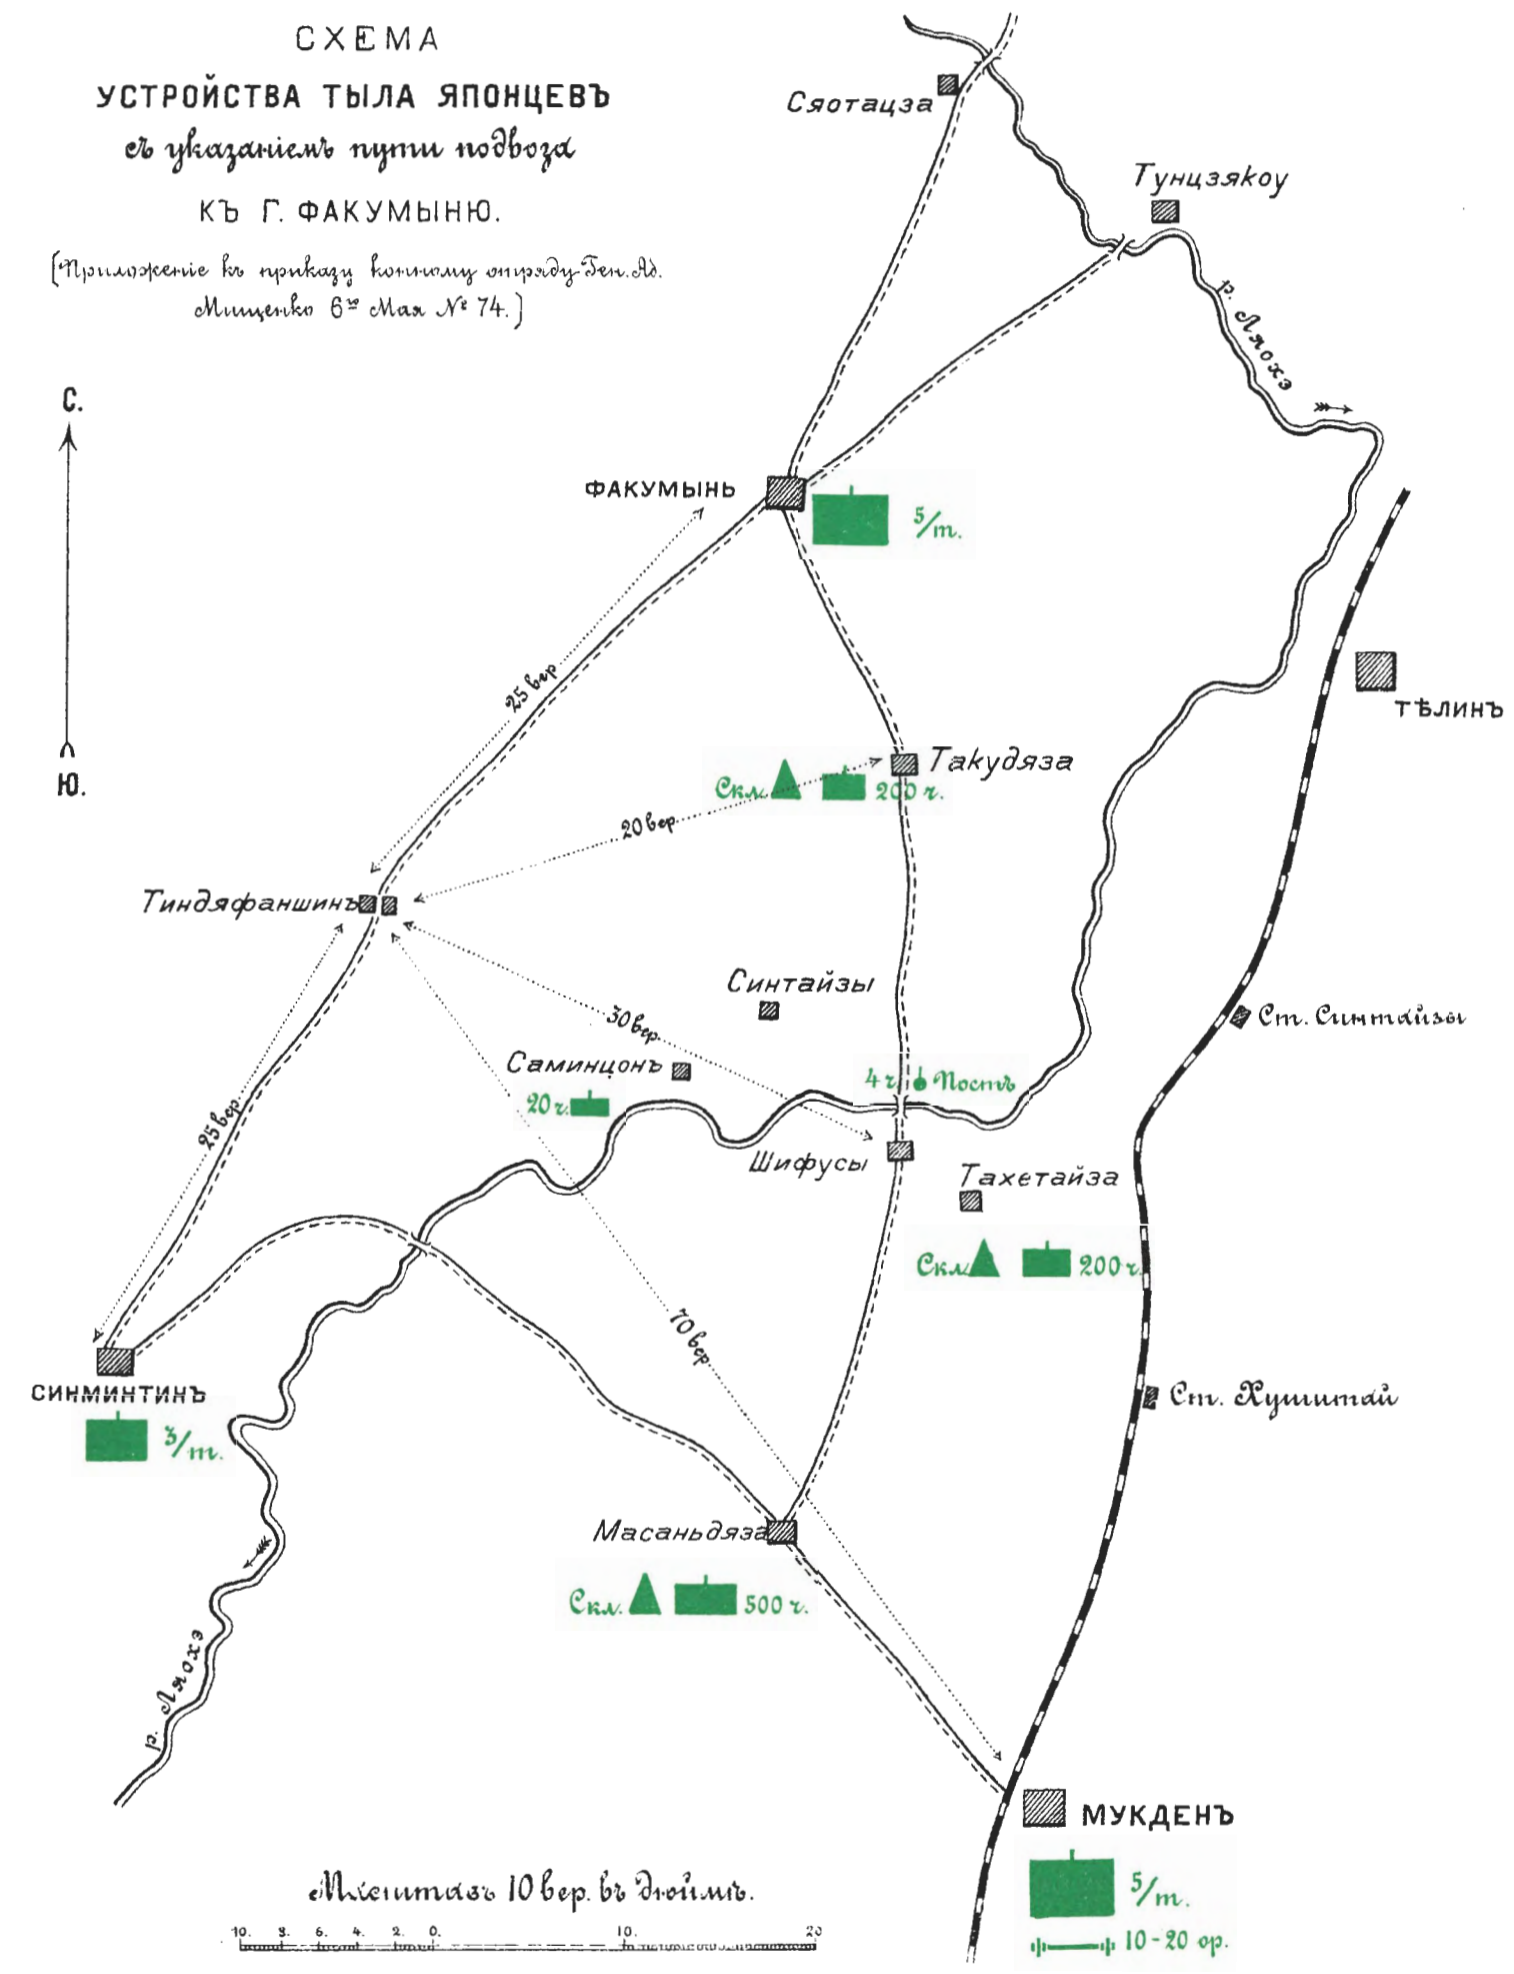 СХЕМА
УСТРОЙСТВА ТЫЛА ЯПОНЦЕВЪ
съ указаніемъ пути подвоза
КЪ Г. ФАКУМЫНЮ.
(Приложеніе къ приказу конному отряду Ген. Ад.
Мищенко 6го Мая № 74.)
Сяотацза
Тунцзякоу
р. Ляохэ
С.
Ю.
ФАКУМЫНЬ
5/т.
25 вер.
ТѢЛИНЪ
Такудяза
Скл. 200 ч.
20 вер.
Тиндяфаншинъ
Синтайзы
Ст. Синтайзы
30 вер.
Саминцонъ
20 ч.
4 ч. Постъ
25 вер.
Шифусы
Тахетайза
Скл. 200 ч.
70 вер.
СИНМИНТИНЪ
3/т.
Ст. Хушитай
Масаньдяза
Скл. 500 ч.
р. Ляохэ
МУКДЕНЪ
5/т.
10-20 ор.
Масштабъ 10 вер. въ дюймѣ.
10. 8. 6. 4. 2. 0. 10. 20